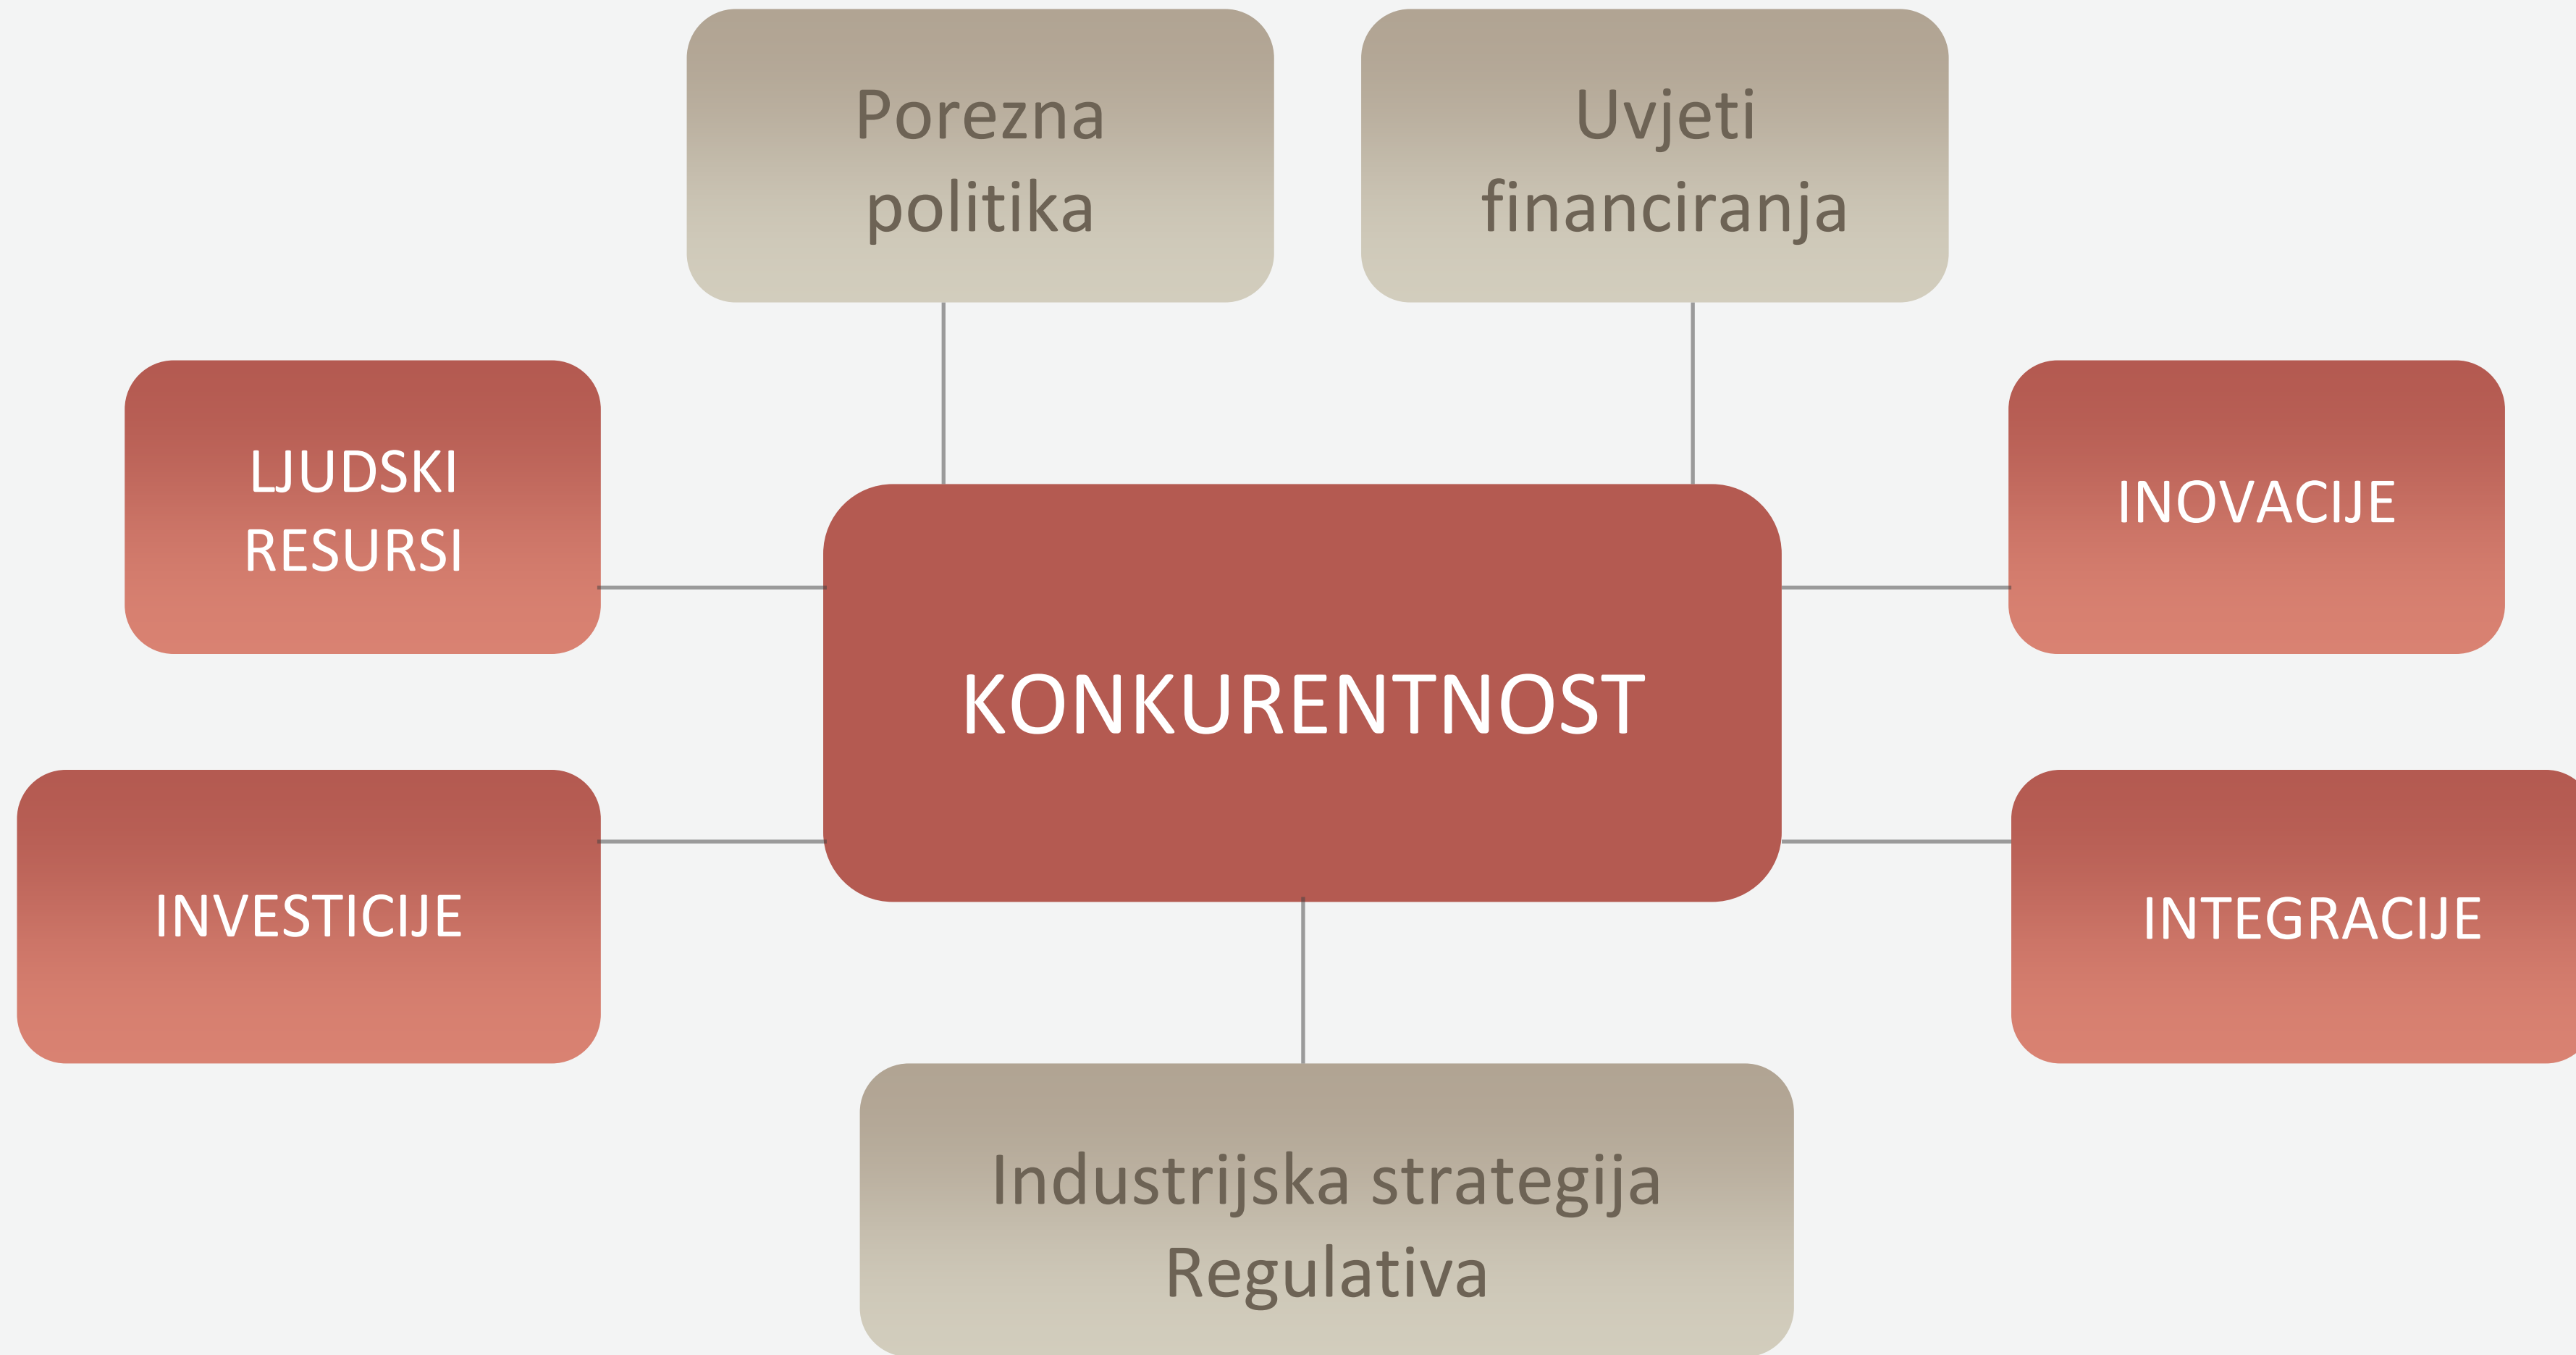 Porezna
politika
Uvjeti
financiranja
LJUDSKI
RESURSI
INOVACIJE
KONKURENTNOST
INVESTICIJE
INTEGRACIJE
Industrijska strategija
Regulativa